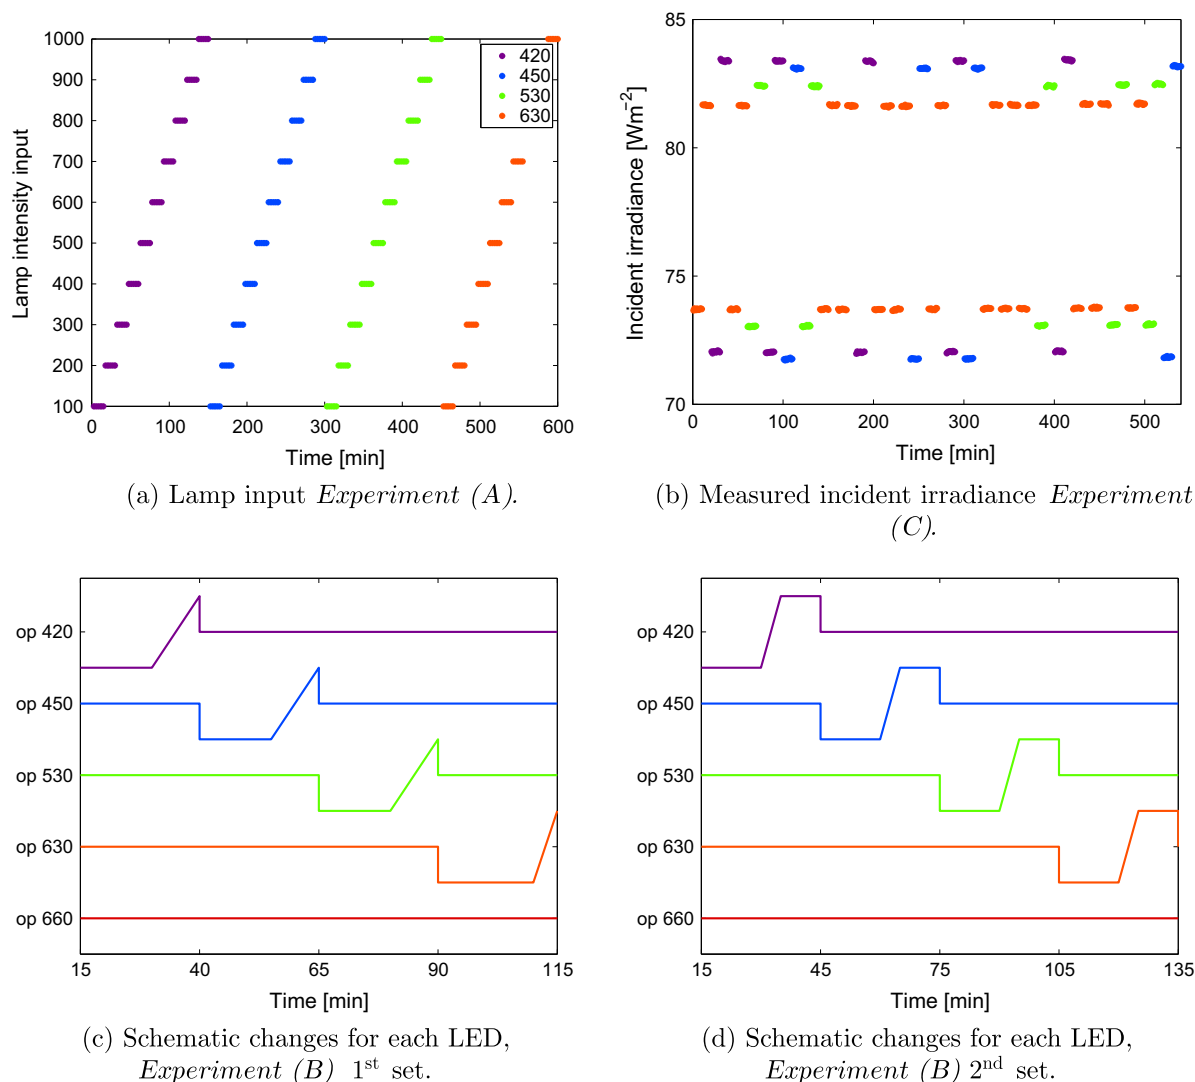 1000
900
800
700
600
500
400
300
200
100
Lamp intensity input
420
450
530
630
0 100 200 300 400 500 600
Time [min]
(a) Lamp input Experiment (A).
85
80
75
70
Incident irradiance [Wm⁻²]
0 100 200 300 400 500
Time [min]
(b) Measured incident irradiance Experiment
(C).
op 420
op 450
op 530
op 630
op 660
15 40 65 90 115
Time [min]
(c) Schematic changes for each LED,
Experiment (B) 1st set.
op 420
op 450
op 530
op 630
op 660
15 45 75 105 135
Time [min]
(d) Schematic changes for each LED,
Experiment (B) 2nd set.